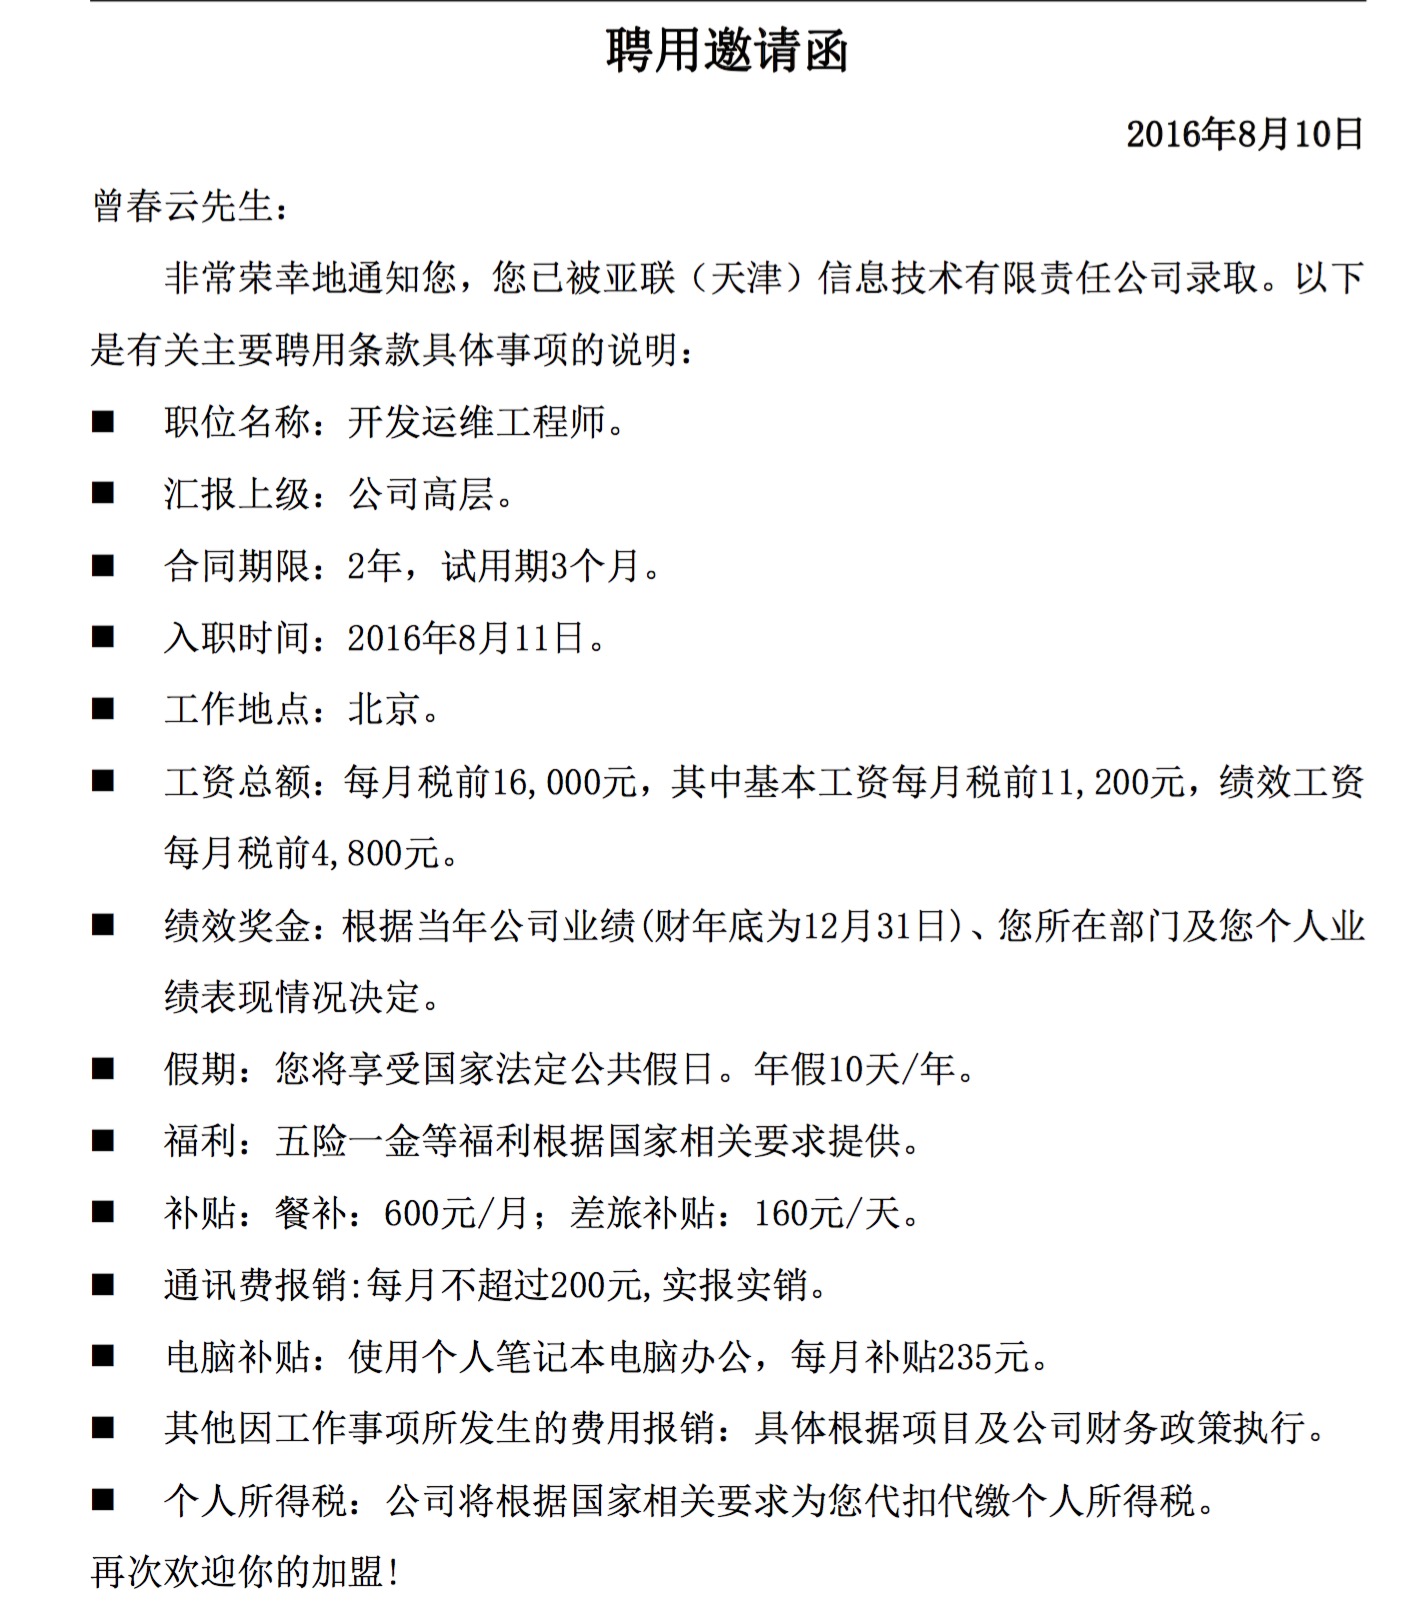 聘用邀请函
2016年8月10日
曾春云先生：
非常荣幸地通知您，您已被亚联（天津）信息技术有限责任公司录取。以下
是有关主要聘用条款具体事项的说明：
■ 职位名称：开发运维工程师。
■ 汇报上级：公司高层。
■ 合同期限：2年，试用期3个月。
■ 入职时间：2016年8月11日。
■ 工作地点：北京。
■ 工资总额：每月税前16,000元，其中基本工资每月税前11,200元，绩效工资
每月税前4,800元。
■ 绩效奖金：根据当年公司业绩(财年底为12月31日)、您所在部门及您个人业
绩表现情况决定。
■ 假期：您将享受国家法定公共假日。年假10天/年。
■ 福利：五险一金等福利根据国家相关要求提供。
■ 补贴：餐补：600元/月；差旅补贴：160元/天。
■ 通讯费报销:每月不超过200元,实报实销。
■ 电脑补贴：使用个人笔记本电脑办公，每月补贴235元。
■ 其他因工作事项所发生的费用报销：具体根据项目及公司财务政策执行。
■ 个人所得税：公司将根据国家相关要求为您代扣代缴个人所得税。
再次欢迎你的加盟!